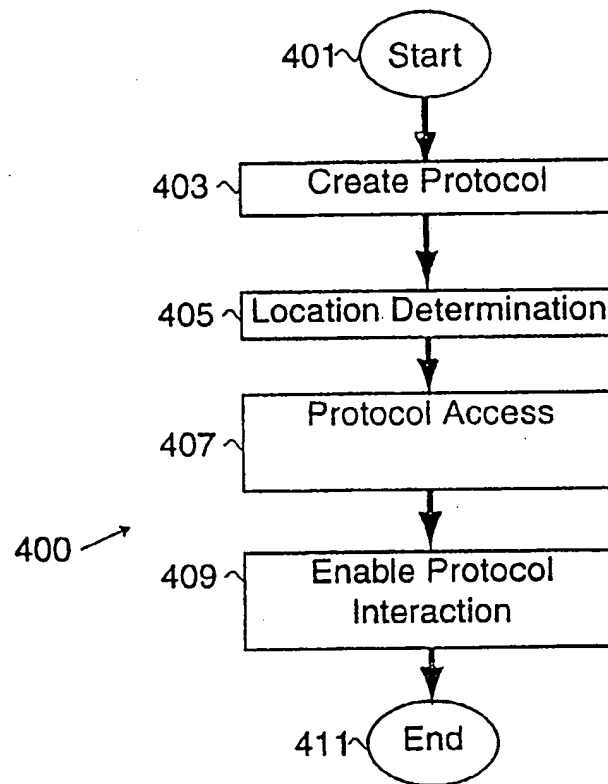 401 Start
403 Create Protocol
405 Location Determination
407 Protocol Access
400
409 Enable Protocol
Interaction
411 End